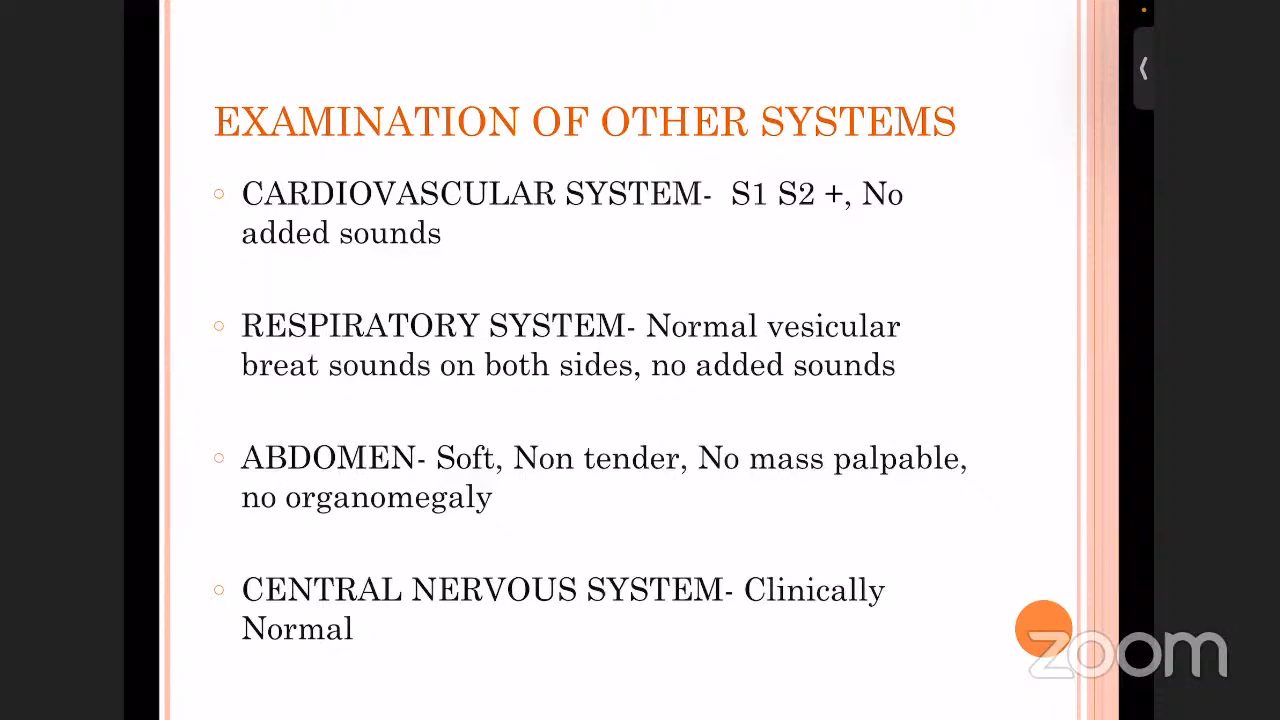 EXAMINATION OF OTHER SYSTEMS
CARDIOVASCULAR SYSTEM- S1 S2 +, No
added sounds
RESPIRATORY SYSTEM- Normal vesicular
breat sounds on both sides, no added sounds
ABDOMEN- Soft, Non tender, No mass palpable,
no organomegaly
CENTRAL NERVOUS SYSTEM- Clinically
Normal
zoom